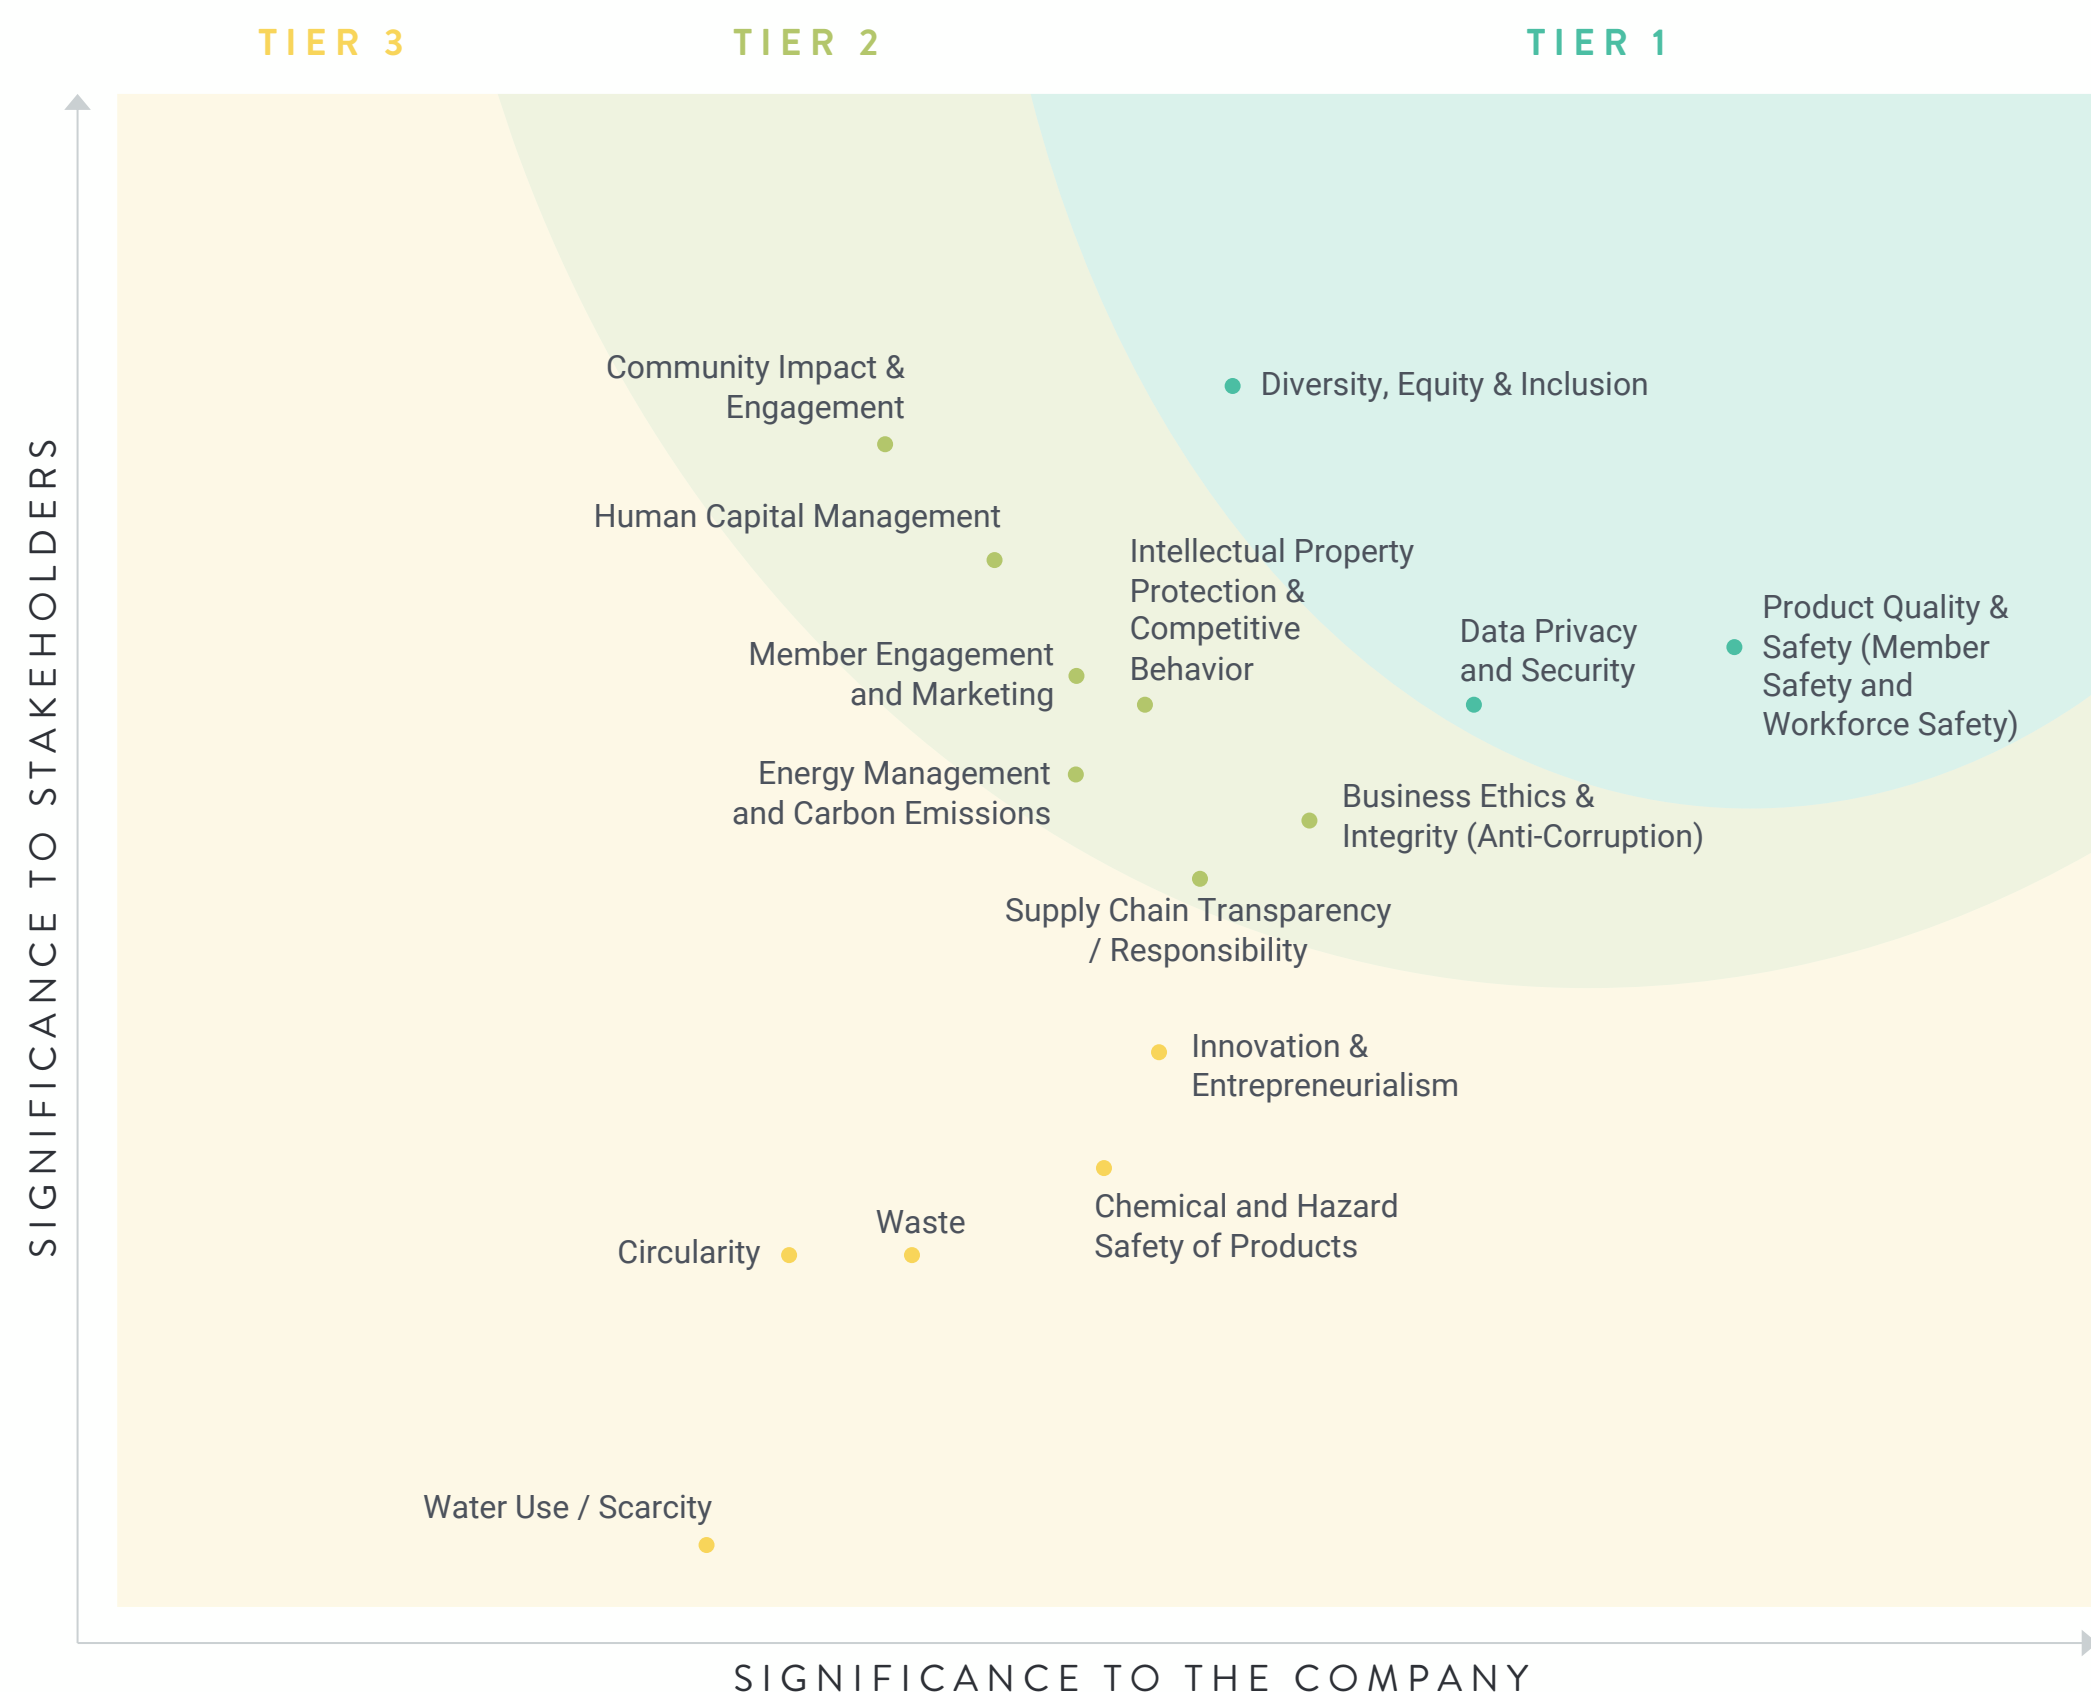 TIER 3
TIER 2
TIER 1
SIGNIFICANCE TO STAKEHOLDERS
Community Impact &
Engagement
Diversity, Equity & Inclusion
Human Capital Management
Intellectual Property
Protection &
Competitive
Behavior
Member Engagement
and Marketing
Data Privacy
and Security
Product Quality &
Safety (Member
Safety and
Workforce Safety)
Energy Management
and Carbon Emissions
Business Ethics &
Integrity (Anti-Corruption)
Supply Chain Transparency
/ Responsibility
Innovation &
Entrepreneurialism
Chemical and Hazard
Safety of Products
Waste
Circularity
Water Use / Scarcity
SIGNIFICANCE TO THE COMPANY